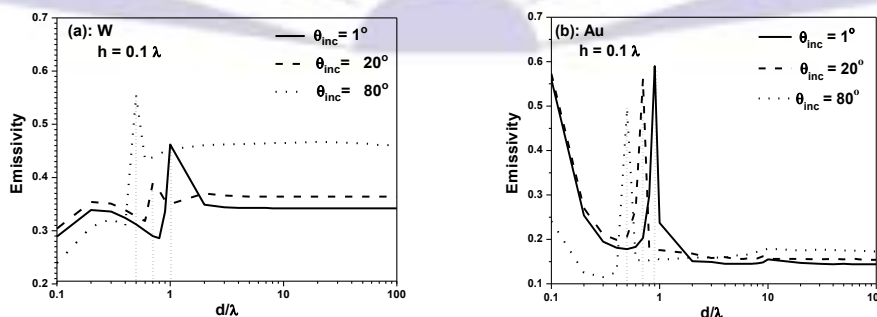 (a): W
h = 0.1 λ
θinc = 1°
θinc = 20°
θinc = 80°
Emissivity
0.7
0.6
0.5
0.4
0.3
0.2
0.1
1
10
100
d/λ
(b): Au
h = 0.1 λ
θinc = 1°
θinc = 20°
θinc = 80°
Emissivity
0.7
0.6
0.5
0.4
0.3
0.2
0.1
0.1
1
10
100
d/λ